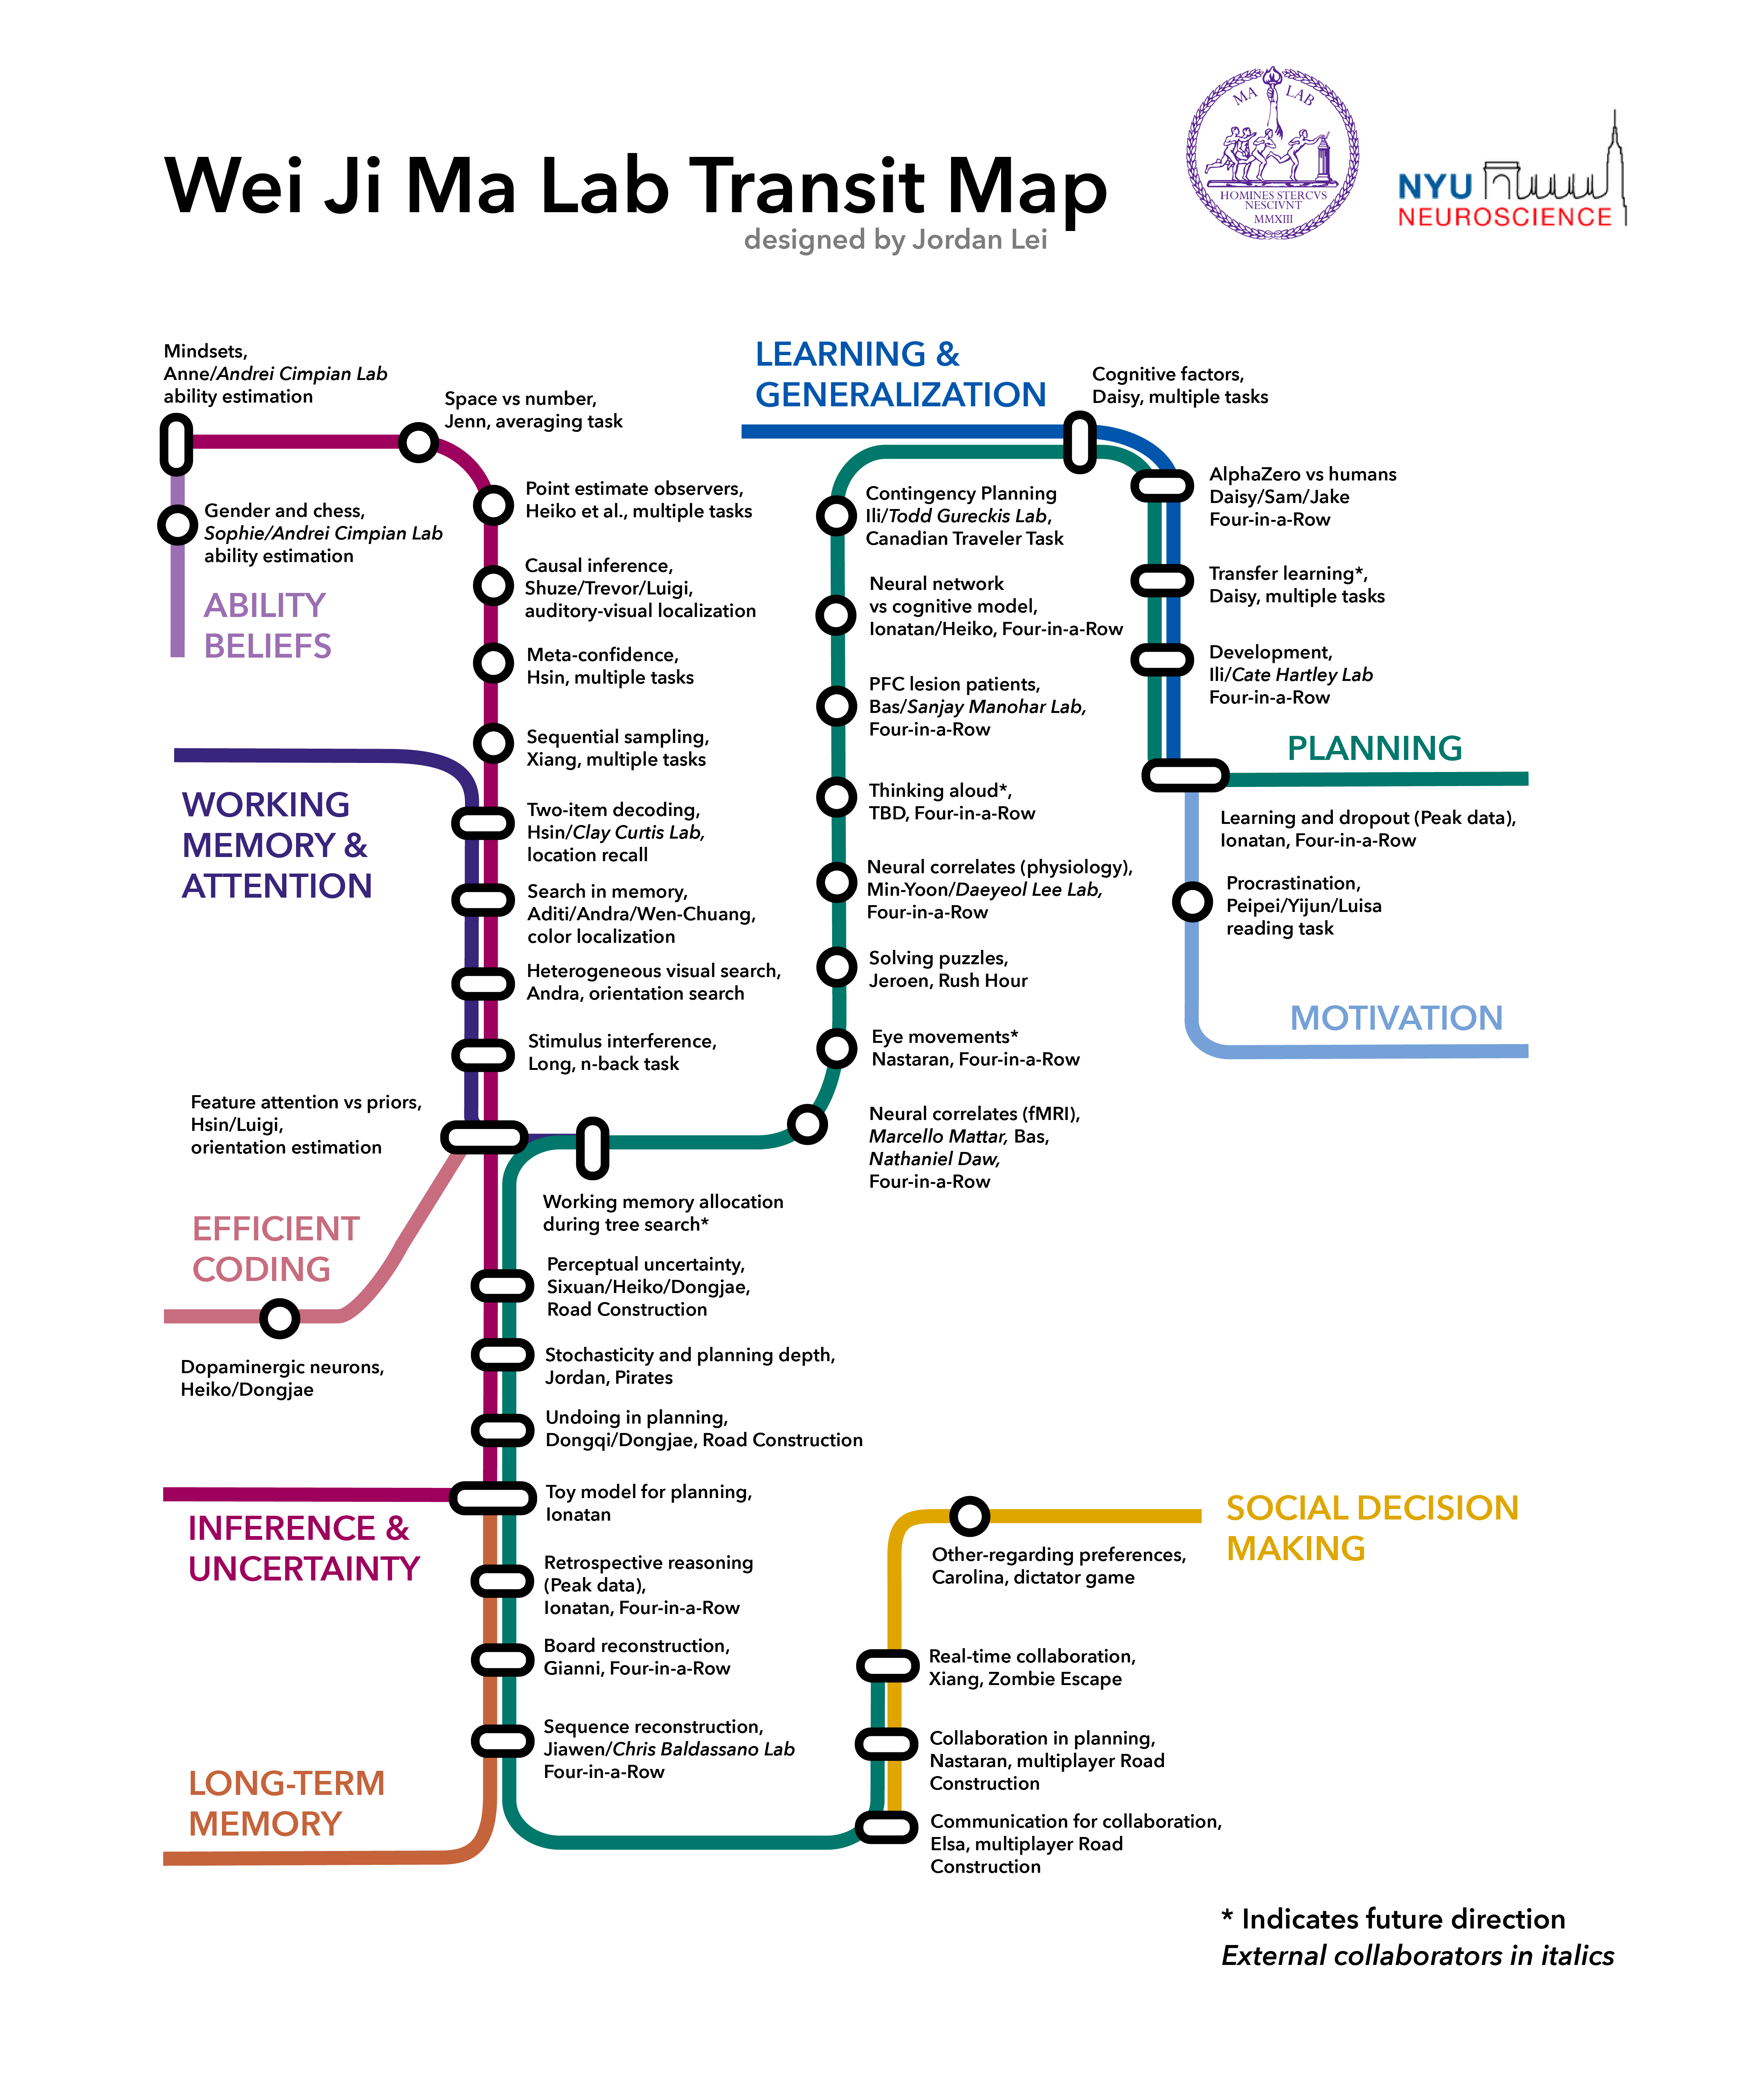 MA LAB
HOMINES STERCVS
NESCIVNT
MMXIII
Wei Ji Ma Lab Transit Map
designed by Jordan Lei
NYU
NEUROSCIENCE
Mindsets,
Anne/Andrei Cimpian Lab
ability estimation
Space vs number,
Jenn, averaging task
Gender and chess,
Sophie/Andrei Cimpian Lab
ability estimation
ABILITY
BELIEFS
Point estimate observers,
Heiko et al., multiple tasks
Causal inference,
Shuze/Trevor/Luigi,
auditory-visual localization
Meta-confidence,
Hsin, multiple tasks
Sequential sampling,
Xiang, multiple tasks
WORKING
MEMORY &
ATTENTION
Two-item decoding,
Hsin/Clay Curtis Lab,
location recall
Search in memory,
Aditi/Andra/Wen-Chuang,
color localization
Heterogeneous visual search,
Andra, orientation search
Stimulus interference,
Long, n-back task
Feature attention vs priors,
Hsin/Luigi,
orientation estimation
EFFICIENT
CODING
Dopaminergic neurons,
Heiko/Dongjae
Working memory allocation
during tree search*
Perceptual uncertainty,
Sixuan/Heiko/Dongjae,
Road Construction
Stochasticity and planning depth,
Jordan, Pirates
Undoing in planning,
Dongqi/Dongjae, Road Construction
INFERENCE &
UNCERTAINTY
Toy model for planning,
Ionatan
Retrospective reasoning
(Peak data),
Ionatan, Four-in-a-Row
Board reconstruction,
Gianni, Four-in-a-Row
Sequence reconstruction,
Jiawen/Chris Baldassano Lab
Four-in-a-Row
LONG-TERM
MEMORY
LEARNING &
GENERALIZATION
Cognitive factors,
Daisy, multiple tasks
Contingency Planning
Ili/Todd Gureckis Lab,
Canadian Traveler Task
Neural network
vs cognitive model,
Ionatan/Heiko, Four-in-a-Row
PFC lesion patients,
Bas/Sanjay Manohar Lab,
Four-in-a-Row
Thinking aloud*,
TBD, Four-in-a-Row
Neural correlates (physiology),
Min-Yoon/Daeyeol Lee Lab,
Four-in-a-Row
Solving puzzles,
Jeroen, Rush Hour
Eye movements*
Nastaran, Four-in-a-Row
Neural correlates (fMRI),
Marcello Mattar, Bas,
Nathaniel Daw,
Four-in-a-Row
AlphaZero vs humans
Daisy/Sam/Jake
Four-in-a-Row
Transfer learning*,
Daisy, multiple tasks
Development,
Ili/Cate Hartley Lab
Four-in-a-Row
PLANNING
Learning and dropout (Peak data),
Ionatan, Four-in-a-Row
Procrastination,
Peipei/Yijun/Luisa
reading task
MOTIVATION
SOCIAL DECISION
MAKING
Other-regarding preferences,
Carolina, dictator game
Real-time collaboration,
Xiang, Zombie Escape
Collaboration in planning,
Nastaran, multiplayer Road
Construction
Communication for collaboration,
Elsa, multiplayer Road
Construction
* Indicates future direction
External collaborators in italics